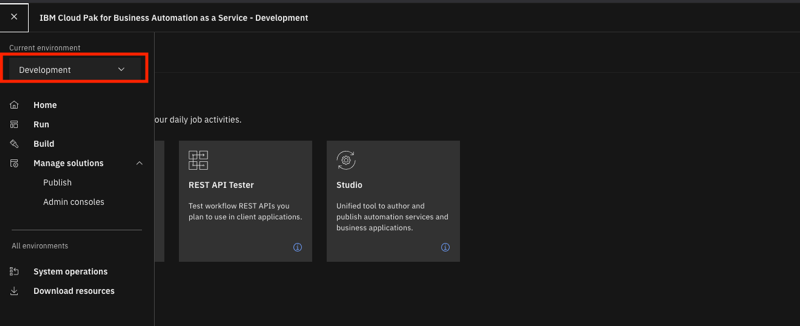 IBM Cloud Pak for Business Automation as a Service - Development
Current environment
Development
Home
Run
Build
Manage solutions
Publish
Admin consoles
All environments
System operations
Download resources
our daily job activities.
REST API Tester
Test workflow REST APIs you
plan to use in client applications.
Studio
Unified tool to author and
publish automation services and
business applications.